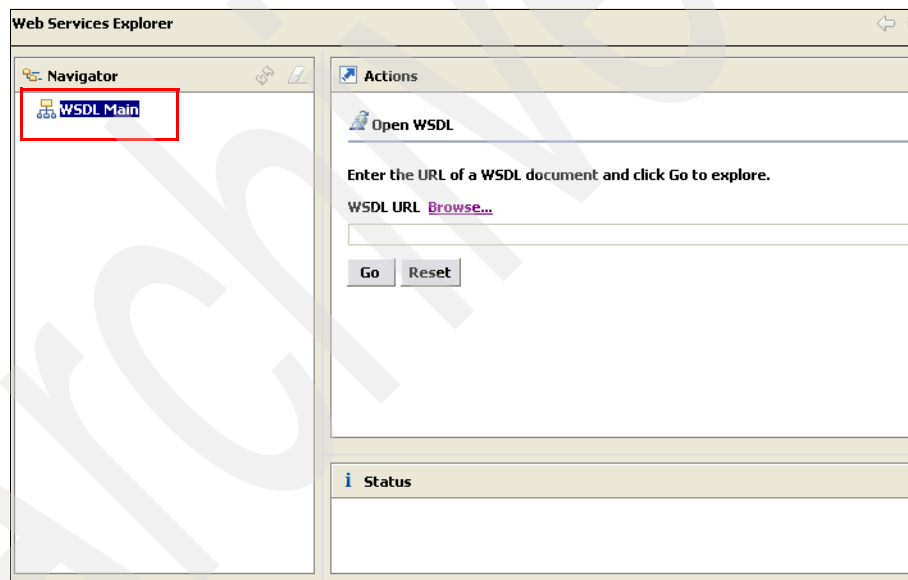 Web Services Explorer
Navigator
WSDL Main
Actions
Open WSDL
Enter the URL of a WSDL document and click Go to explore.
WSDL URL Browse...
Go Reset
i Status
Archive